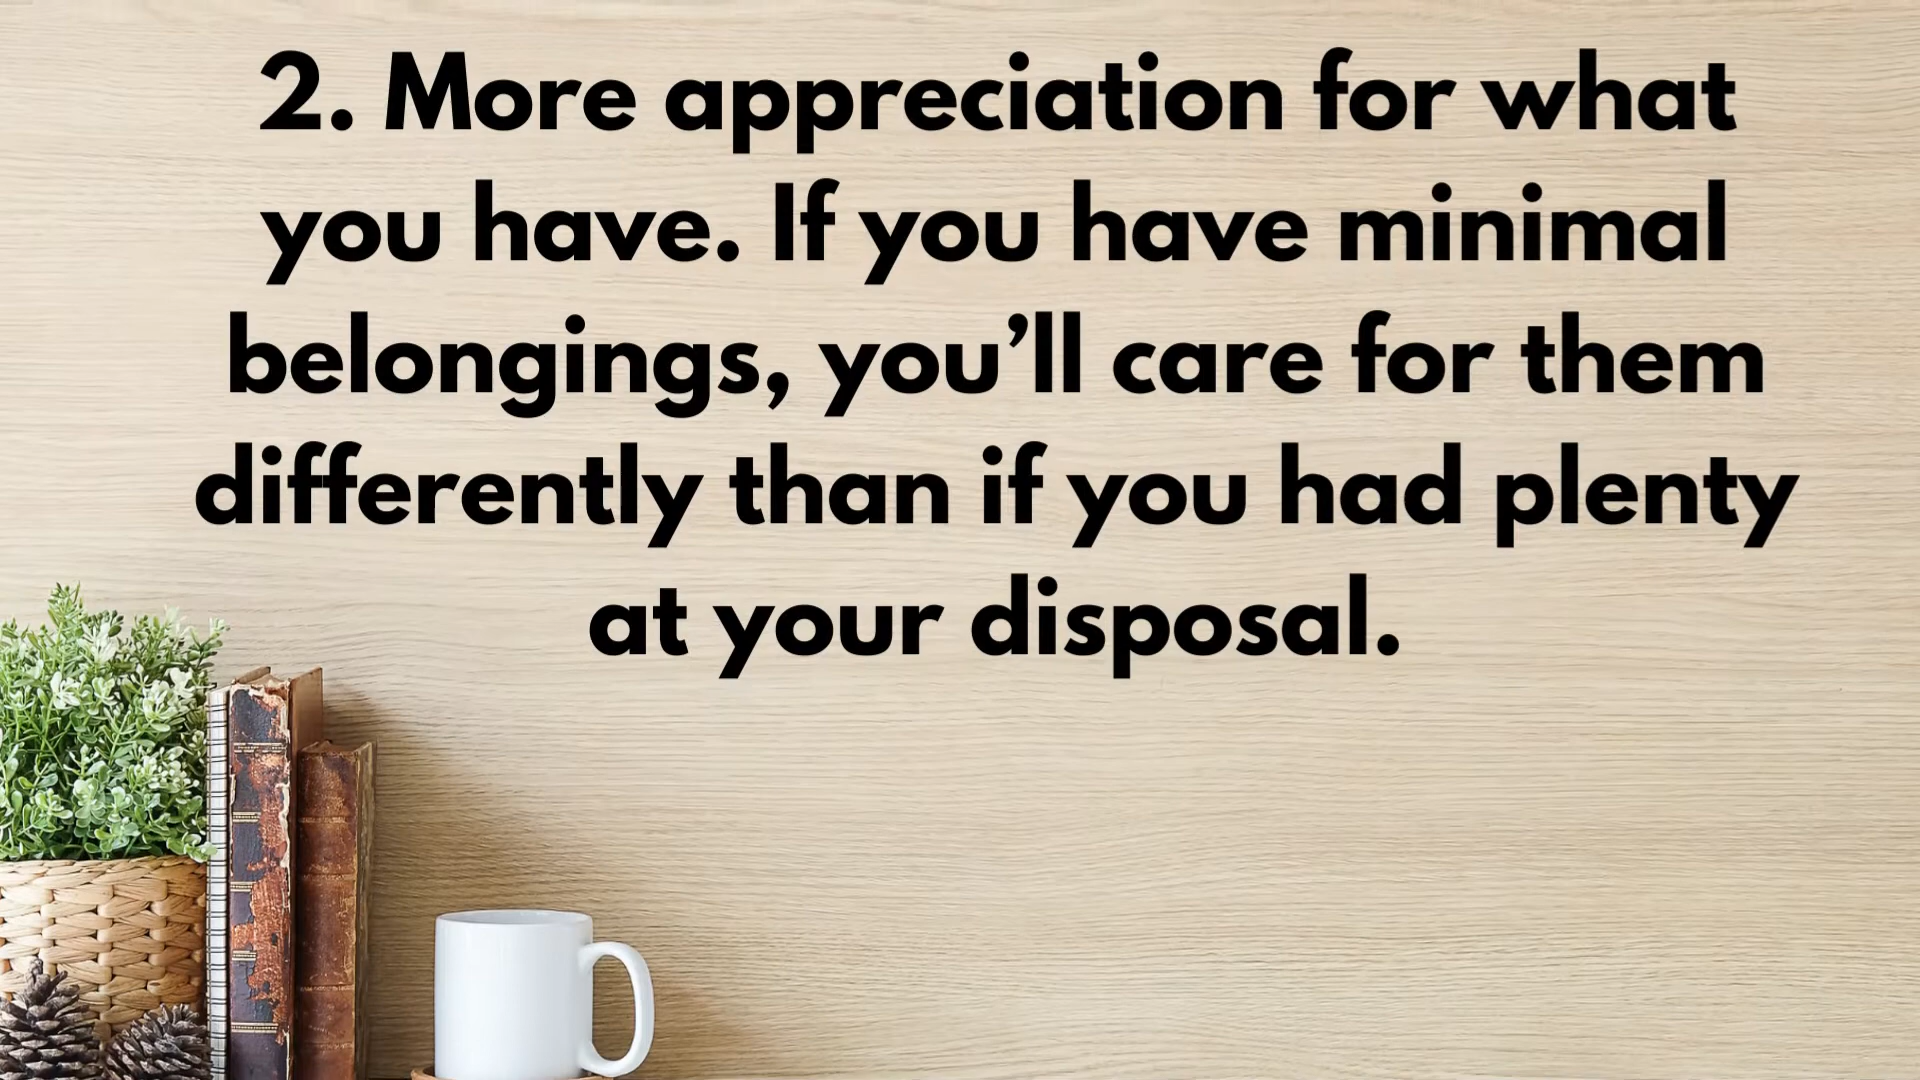 2. More appreciation for what
you have. If you have minimal
belongings, you’ll care for them
differently than if you had plenty
at your disposal.